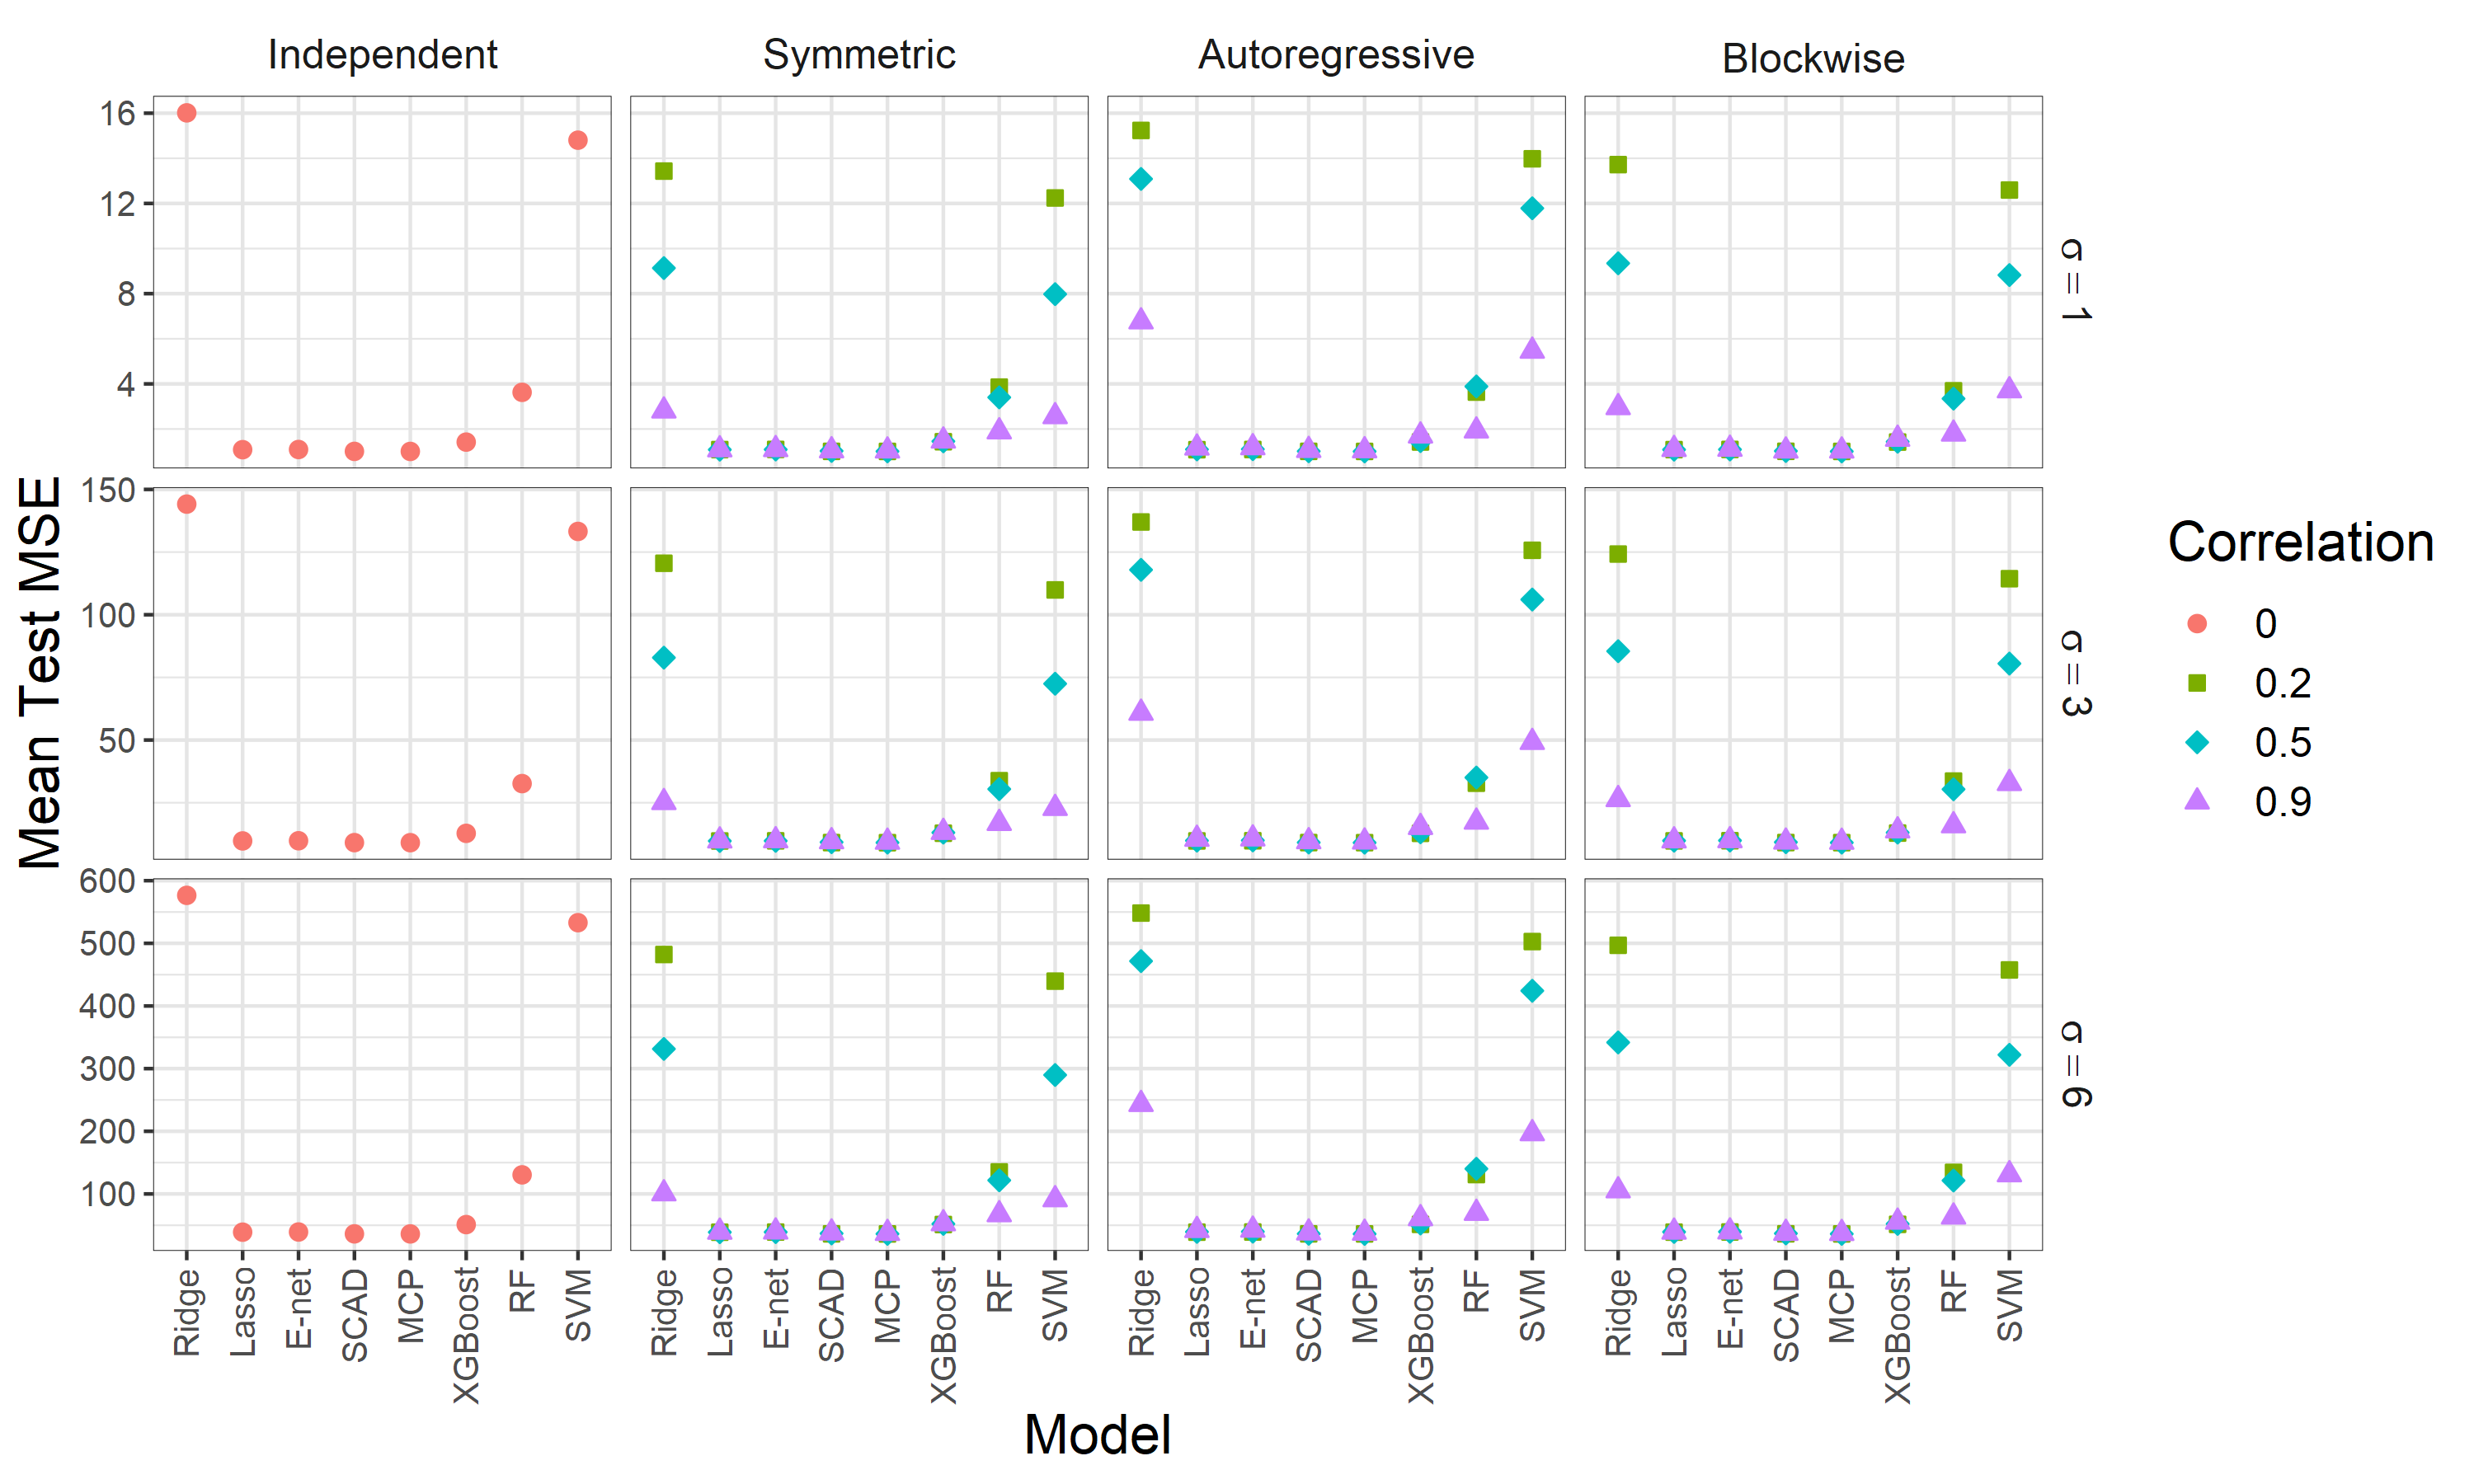 Independent
Symmetric
Autoregressive
Blockwise
16
12
8
4
σ = 1
150
100
50
σ = 3
600
500
400
300
200
100
σ = 6
Mean Test MSE
Ridge
Lasso
E-net
SCAD
MCP
XGBoost
RF
SVM
Ridge
Lasso
E-net
SCAD
MCP
XGBoost
RF
SVM
Ridge
Lasso
E-net
SCAD
MCP
XGBoost
RF
SVM
Ridge
Lasso
E-net
SCAD
MCP
XGBoost
RF
SVM
Model
Correlation
0
0.2
0.5
0.9